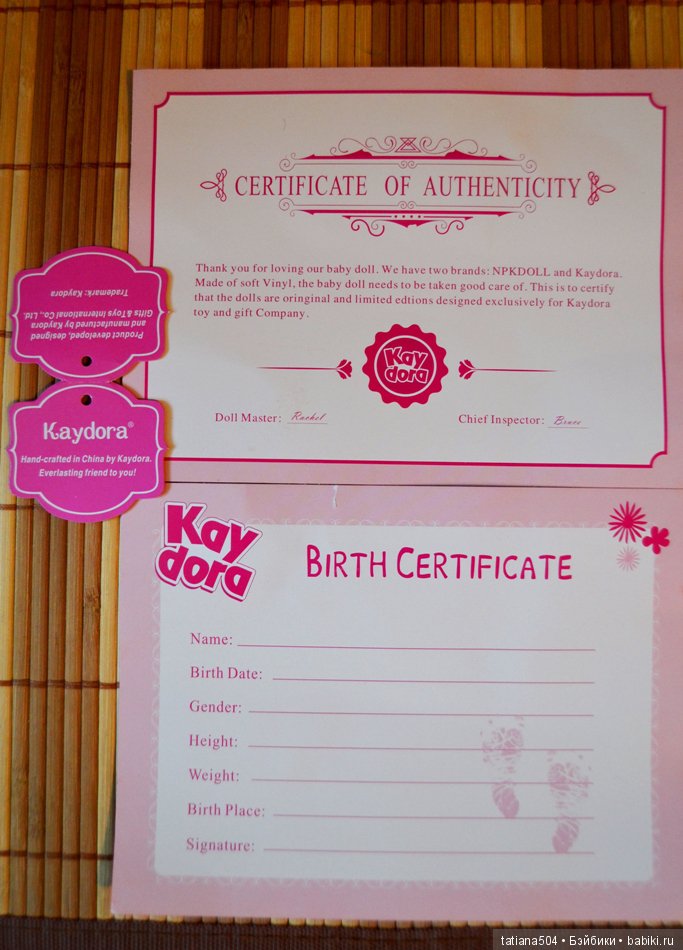 CERTIFICATE OF AUTHENTICITY
Thank you for loving our baby doll. We have two brands: NPKDOLL and Kaydora.
Made of soft Vinyl, the baby doll needs to be taken good care of. This is to certify
that the dolls are oringinal and limited edtions designed exclusively for Kaydora
toy and gift Company.
Kay
dora
Doll Master: Rachel
Chief Inspector: Bruce
Product developed, designed
and manufactured by Kaydora
Gifts & Toys International Co., Ltd.
Trademark: Kaydora
Kaydora®
Hand-crafted in China by Kaydora.
Everlasting friend to you!
Kay
dora
BIRTH CERTIFICATE
Name:
Birth Date:
Gender:
Height:
Weight:
Birth Place:
Signature:
tatiana504 • Бэйбики • babiki.ru